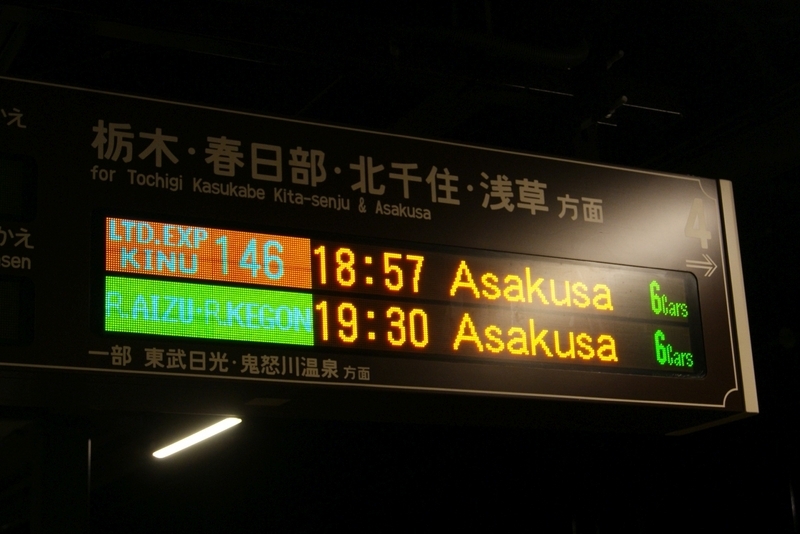 栃木・春日部・北千住・浅草 方面
for Tochigi Kasukabe Kita-senju & Asakusa
4
かえ
かえ
LTD.EXP KINU 146 18:57 Asakusa 6Cars
R.AIZU・R.KEGON 19:30 Asakusa 6Cars
一部 東武日光・鬼怒川温泉 方面